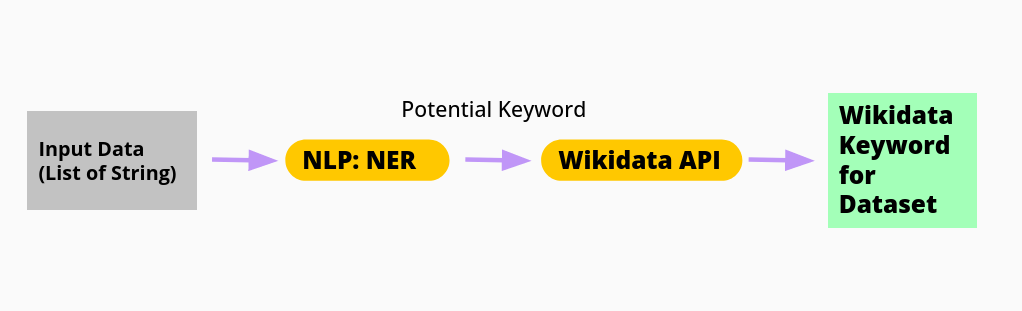 Input Data
(List of String)
NLP: NER
Potential Keyword
Wikidata API
Wikidata
Keyword
for
Dataset